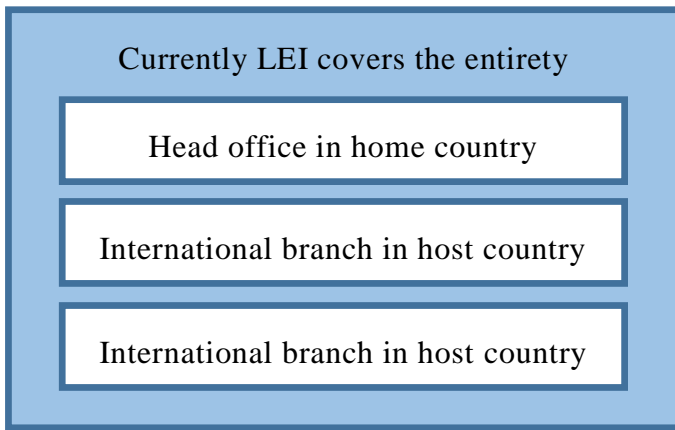 Currently LEI covers the entirety
Head office in home country
International branch in host country
International branch in host country